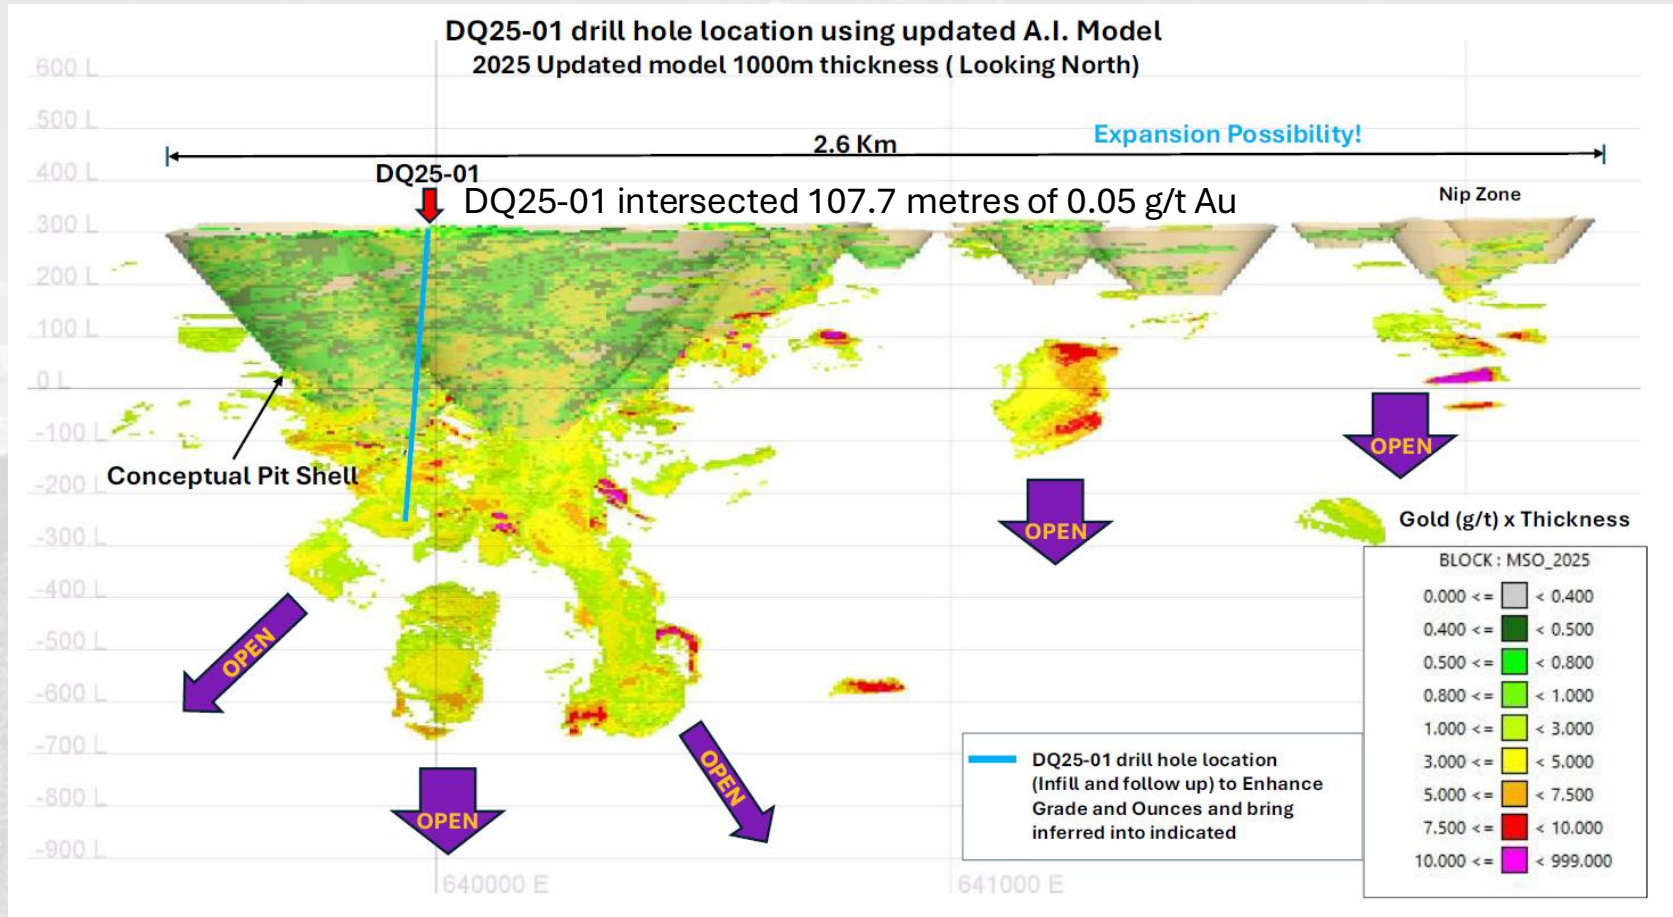 DQ25-01 drill hole location using updated A.I. Model
2025 Updated model 1000m thickness ( Looking North)
600 L
500 L
Expansion Possibility!
2.6 Km
400 L
DQ25-01
DQ25-01 intersected 107.7 metres of 0.05 g/t Au
Nip Zone
300 L
200 L
100 L
0 L
-100 L
OPEN
Conceptual Pit Shell
-200 L
-300 L
OPEN
Gold (g/t) x Thickness
BLOCK : MSO_2025
0.000 <= < 0.400
0.400 <= < 0.500
0.500 <= < 0.800
0.800 <= < 1.000
1.000 <= < 3.000
3.000 <= < 5.000
5.000 <= < 7.500
7.500 <= < 10.000
10.000 <= < 999.000
-400 L
-500 L
OPEN
-600 L
-700 L
OPEN
DQ25-01 drill hole location
(Infill and follow up) to Enhance
Grade and Ounces and bring
inferred into indicated
-800 L
OPEN
-900 L
640000 E
641000 E